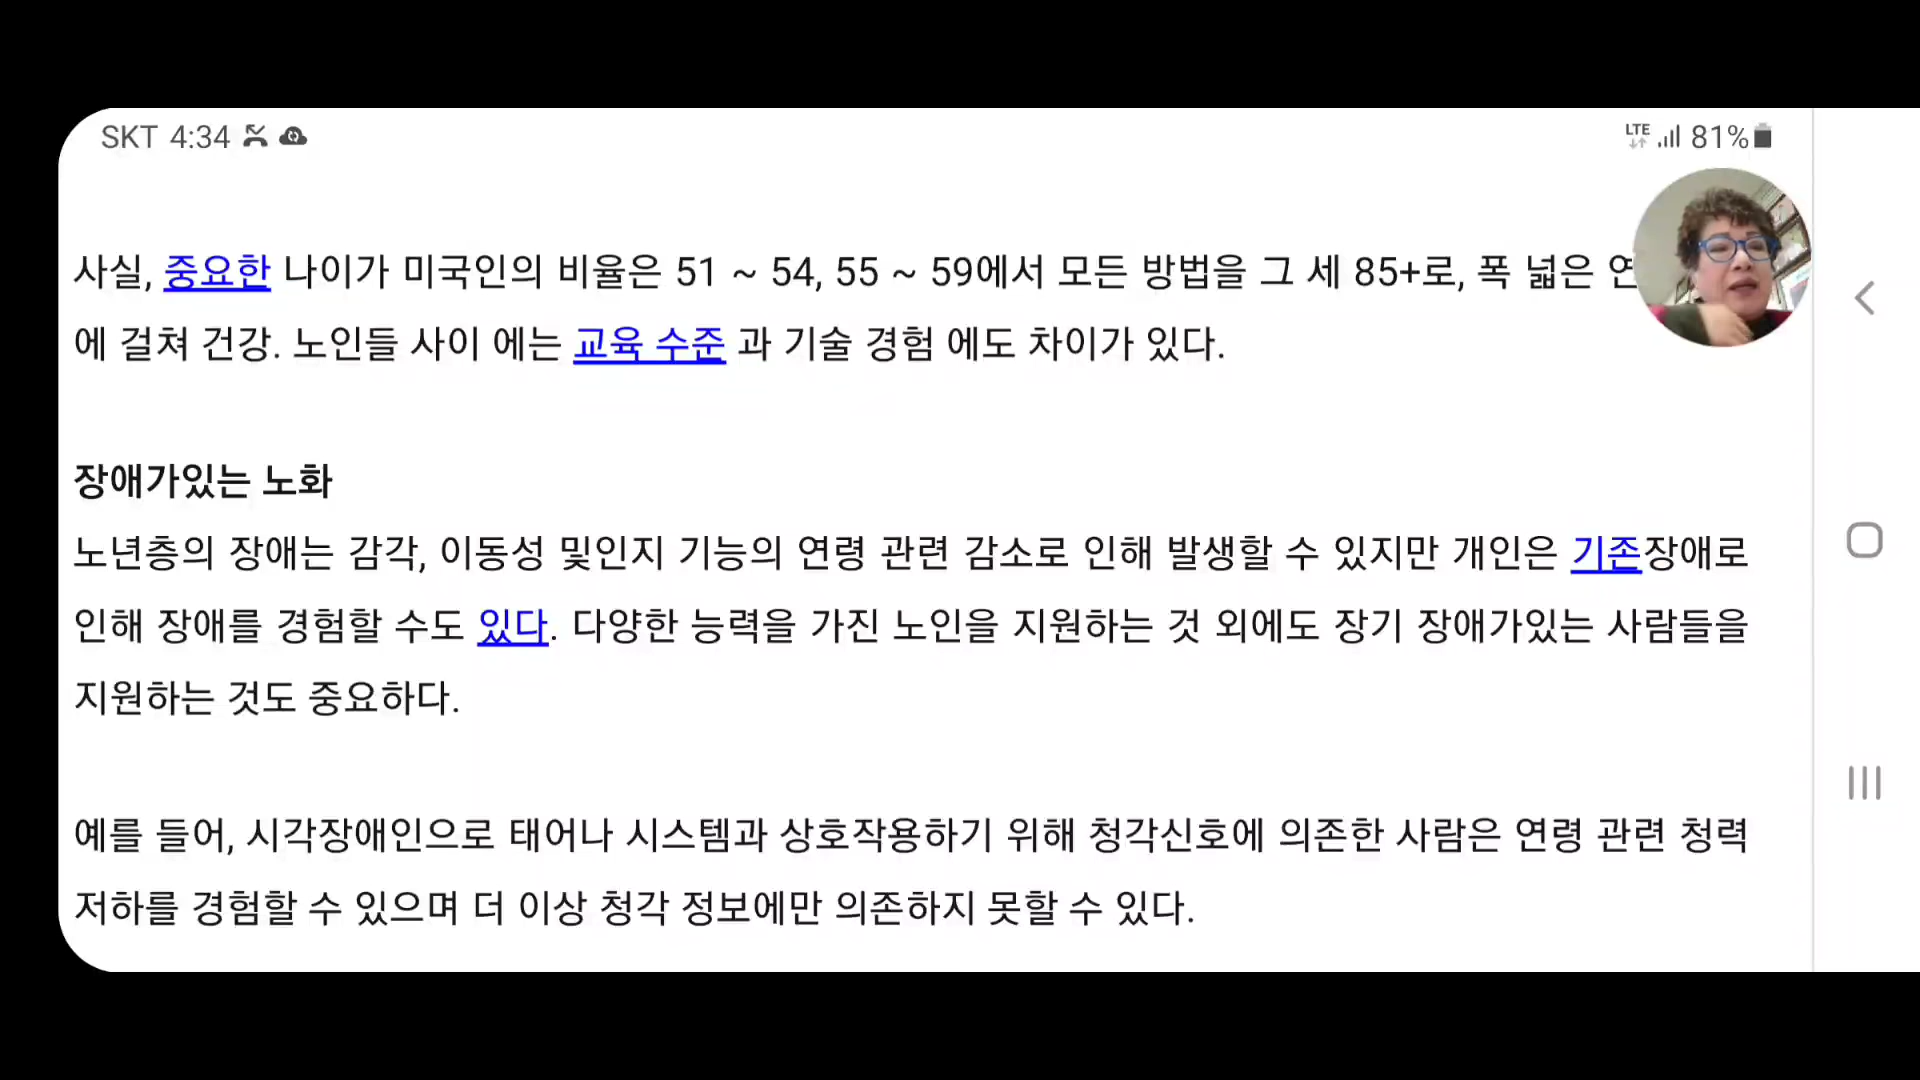 SKT 4:34
LTE 81%
사실, 중요한 나이가 미국인의 비율은 51 ~ 54, 55 ~ 59에서 모든 방법을 그 세 85+로, 폭 넓은
에 걸쳐 건강. 노인들 사이 에는 교육 수준 과 기술 경험 에도 차이가 있다.
장애가있는 노화
노년층의 장애는 감각, 이동성 및인지 기능의 연령 관련 감소로 인해 발생할 수 있지만 개인은 기존장애로
인해 장애를 경험할 수도 있다. 다양한 능력을 가진 노인을 지원하는 것 외에도 장기 장애가있는 사람들을
지원하는 것도 중요하다.
예를 들어, 시각장애인으로 태어나 시스템과 상호작용하기 위해 청각신호에 의존한 사람은 연령 관련 청력
저하를 경험할 수 있으며 더 이상 청각 정보에만 의존하지 못할 수 있다.